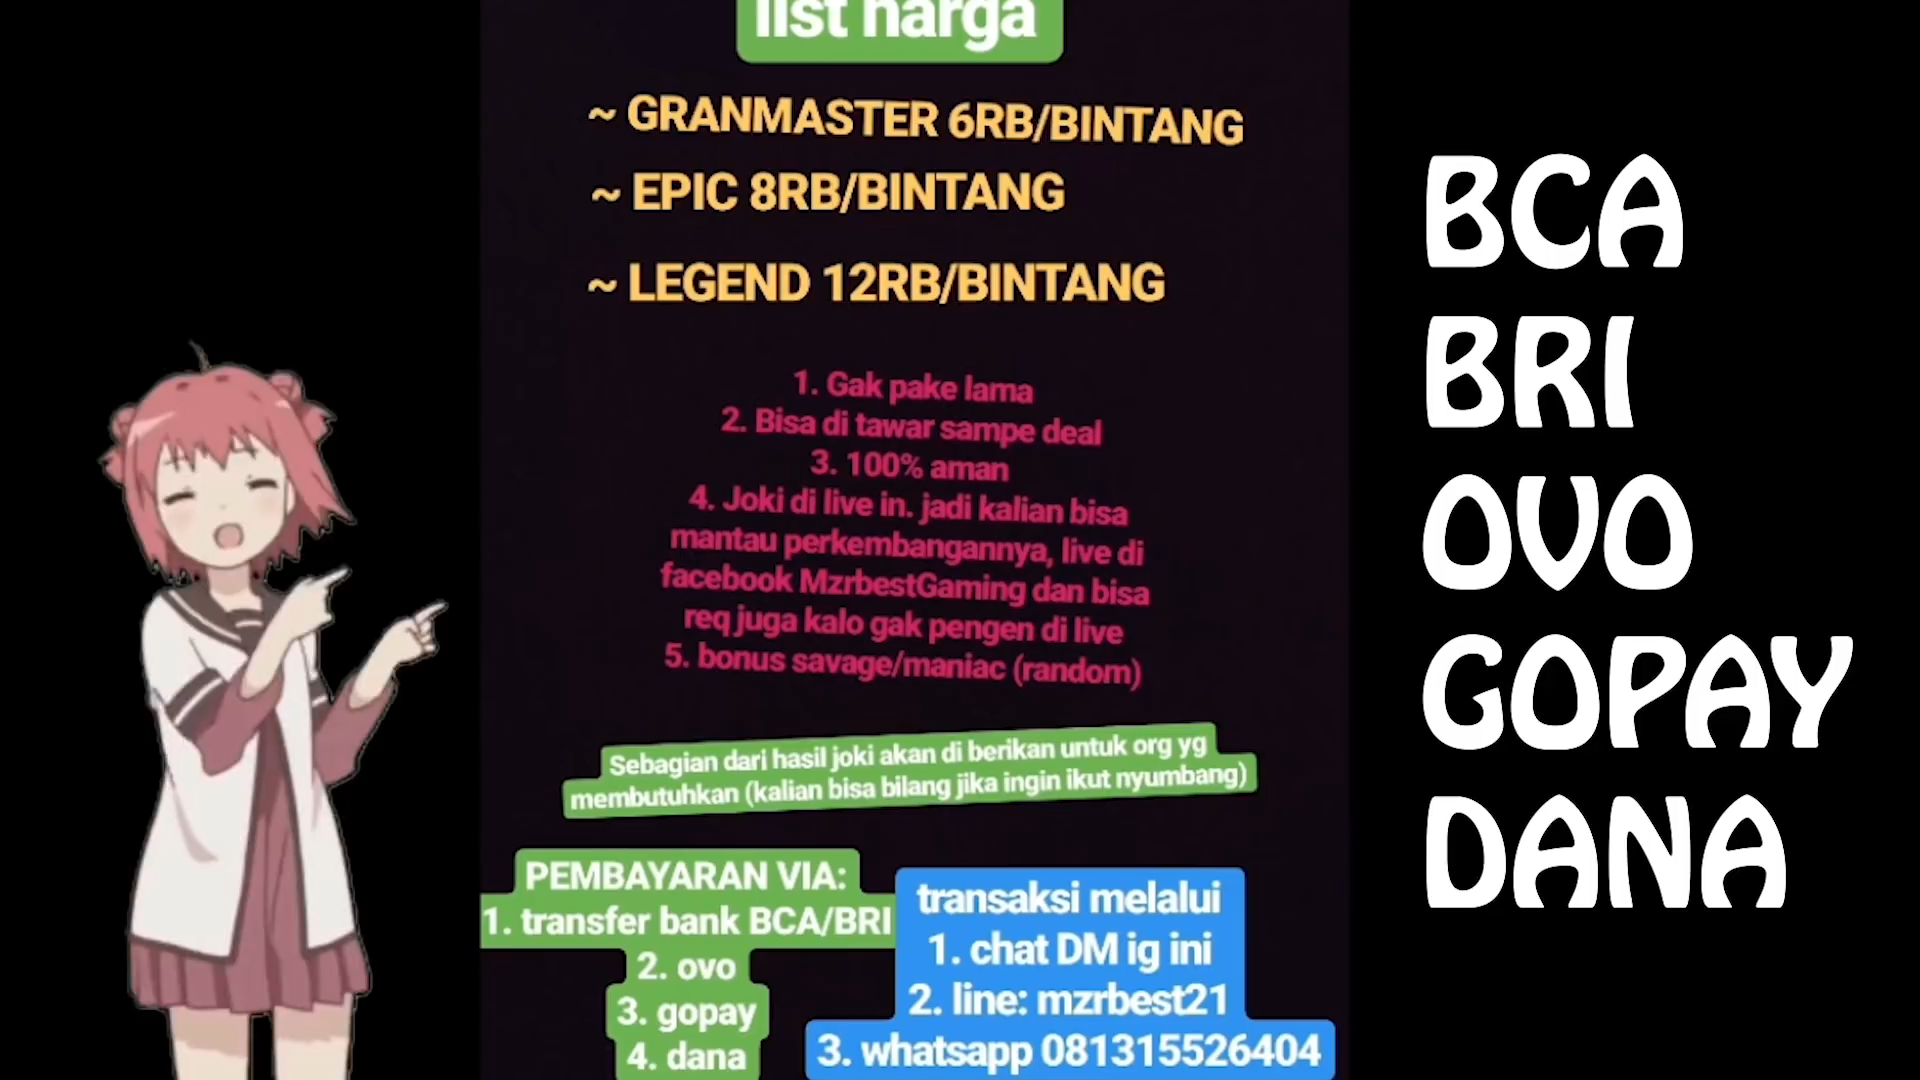 list harga
~ GRANMASTER 6RB/BINTANG
~ EPIC 8RB/BINTANG
~ LEGEND 12RB/BINTANG
1. Gak pake lama
2. Bisa di tawar sampe deal
3. 100% aman
4. Joki di live in. jadi kalian bisa
mantau perkembangannya, live di
facebook MzrbestGaming dan bisa
req juga kalo gak pengen di live
5. bonus savage/maniac (random)
Sebagian dari hasil joki akan di berikan untuk org yg
membutuhkan (kalian bisa bilang jika ingin ikut nyumbang)
PEMBAYARAN VIA:
1. transfer bank BCA/BRI
2. ovo
3. gopay
4. dana
transaksi melalui
1. chat DM ig ini
2. line: mzrbest21
3. whatsapp 081315526404
BCA
BRI
OVO
GOPAY
DANA